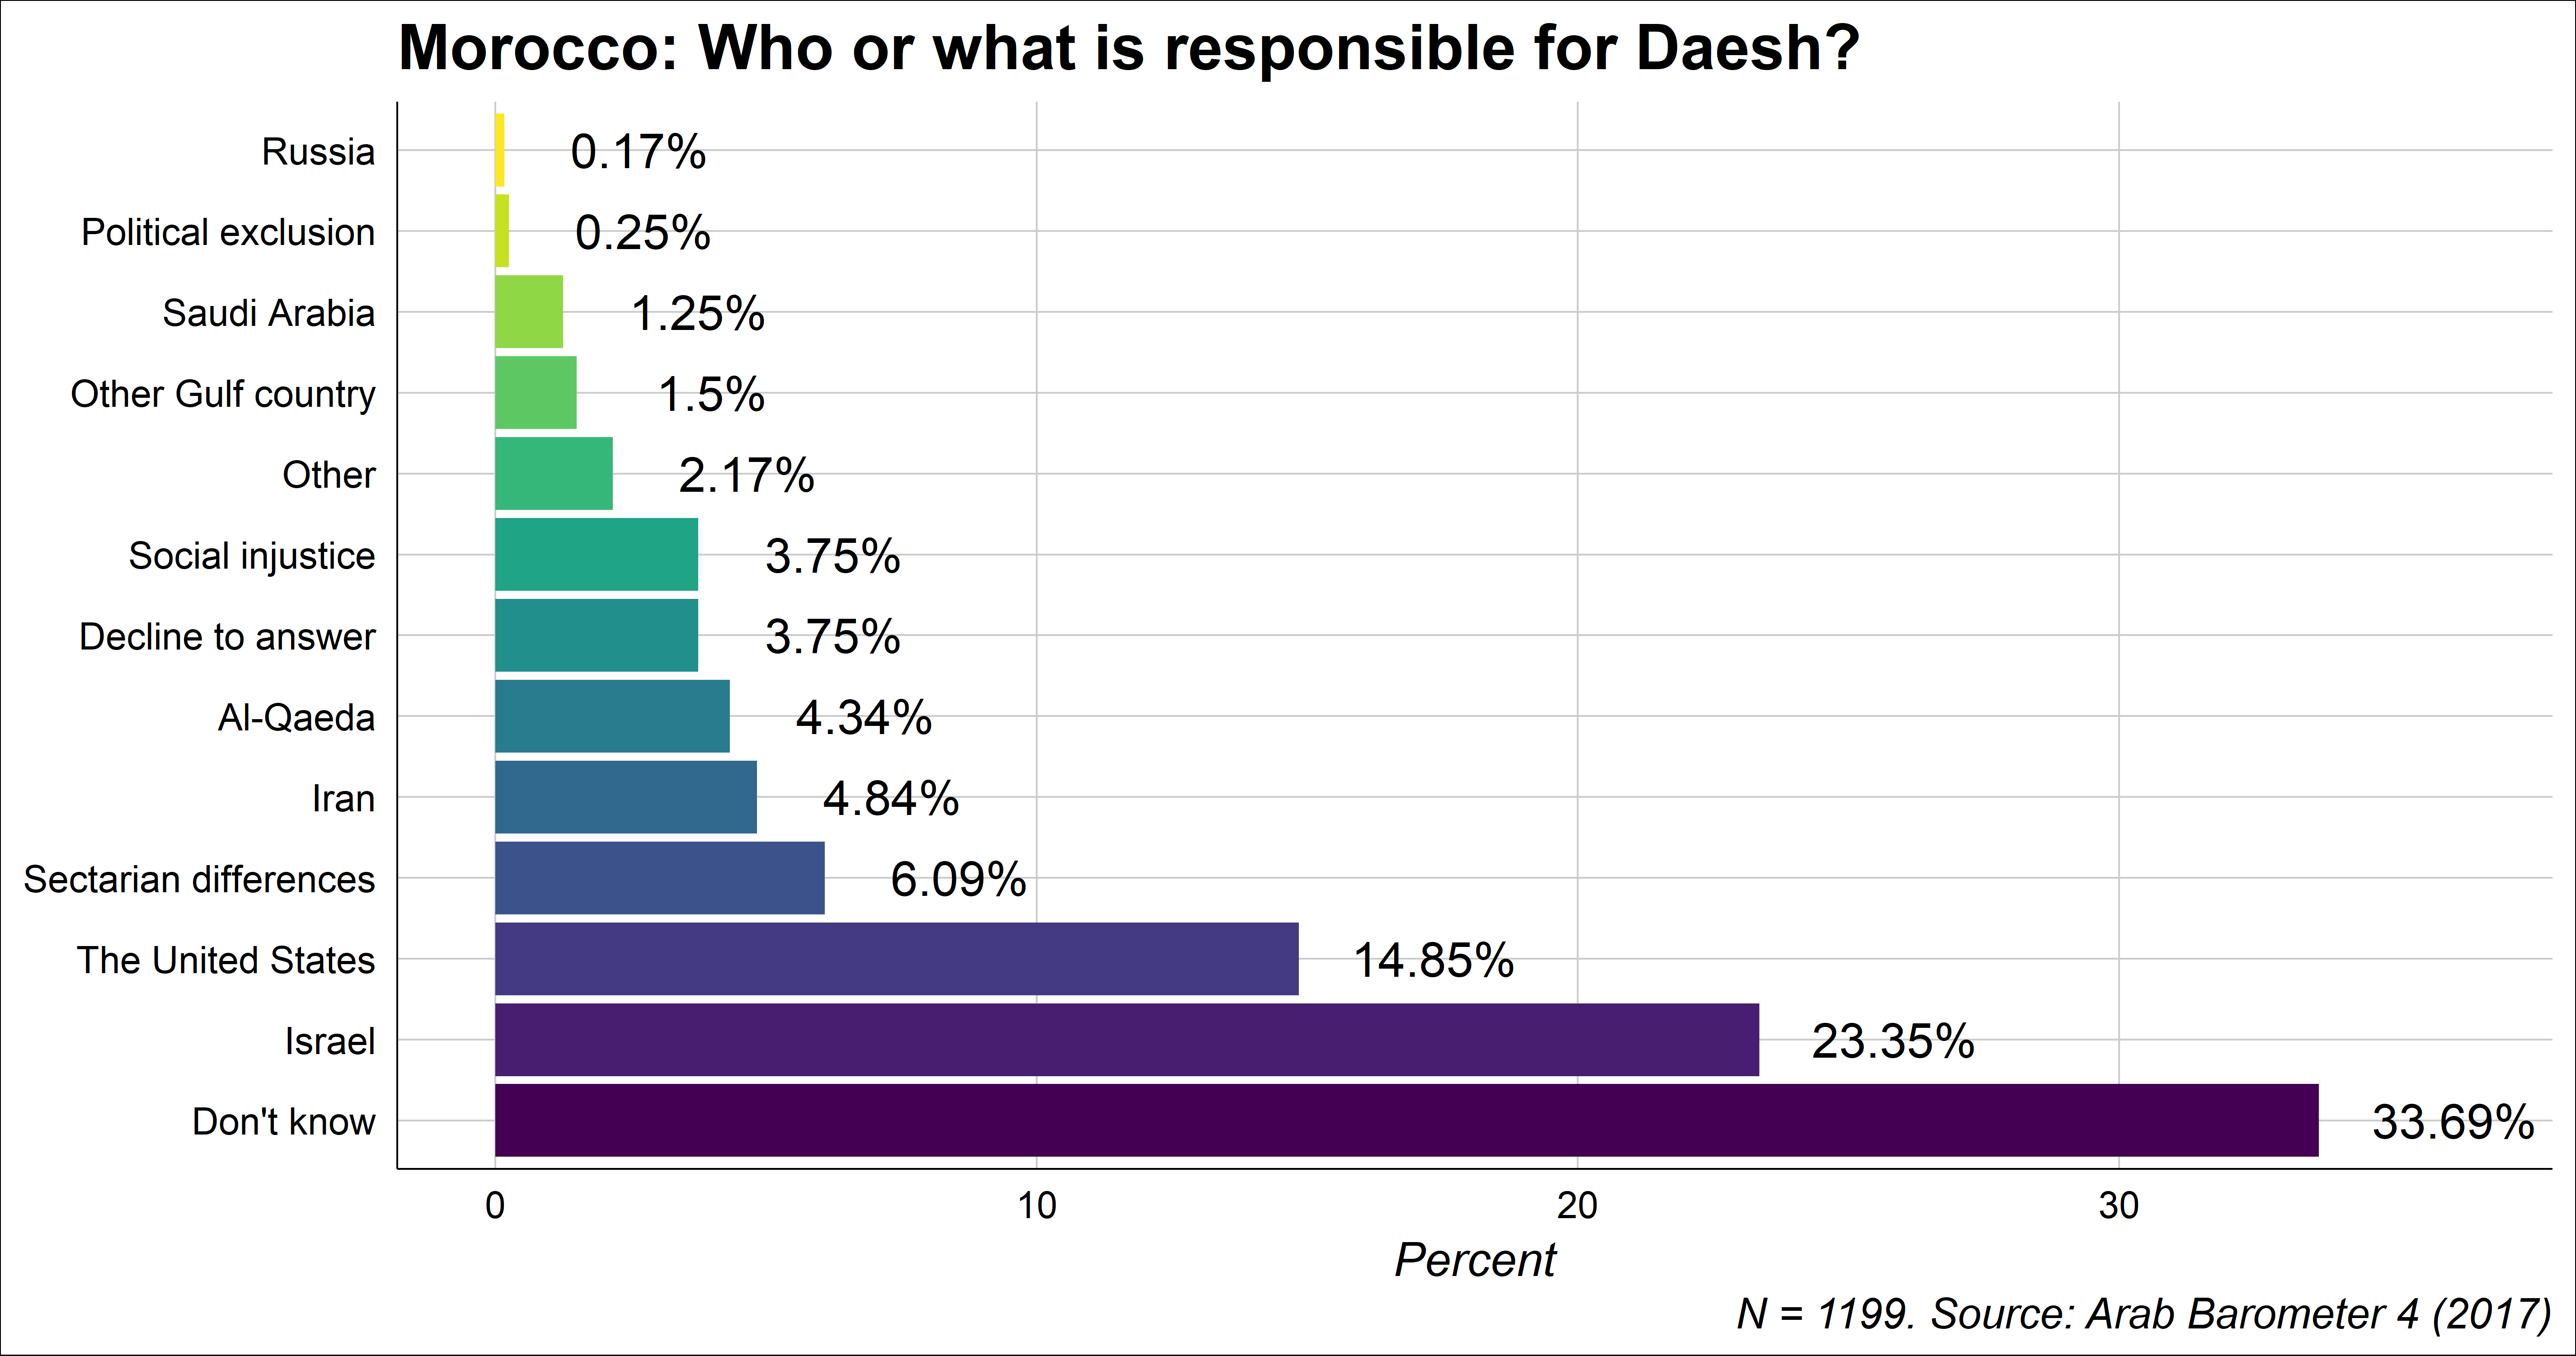 Morocco: Who or what is responsible for Daesh?
Russia 0.17%
Political exclusion 0.25%
Saudi Arabia 1.25%
Other Gulf country 1.5%
Other 2.17%
Social injustice 3.75%
Decline to answer 3.75%
Al-Qaeda 4.34%
Iran 4.84%
Sectarian differences 6.09%
The United States 14.85%
Israel 23.35%
Don't know 33.69%
0 10 20 30
Percent
N = 1199. Source: Arab Barometer 4 (2017)